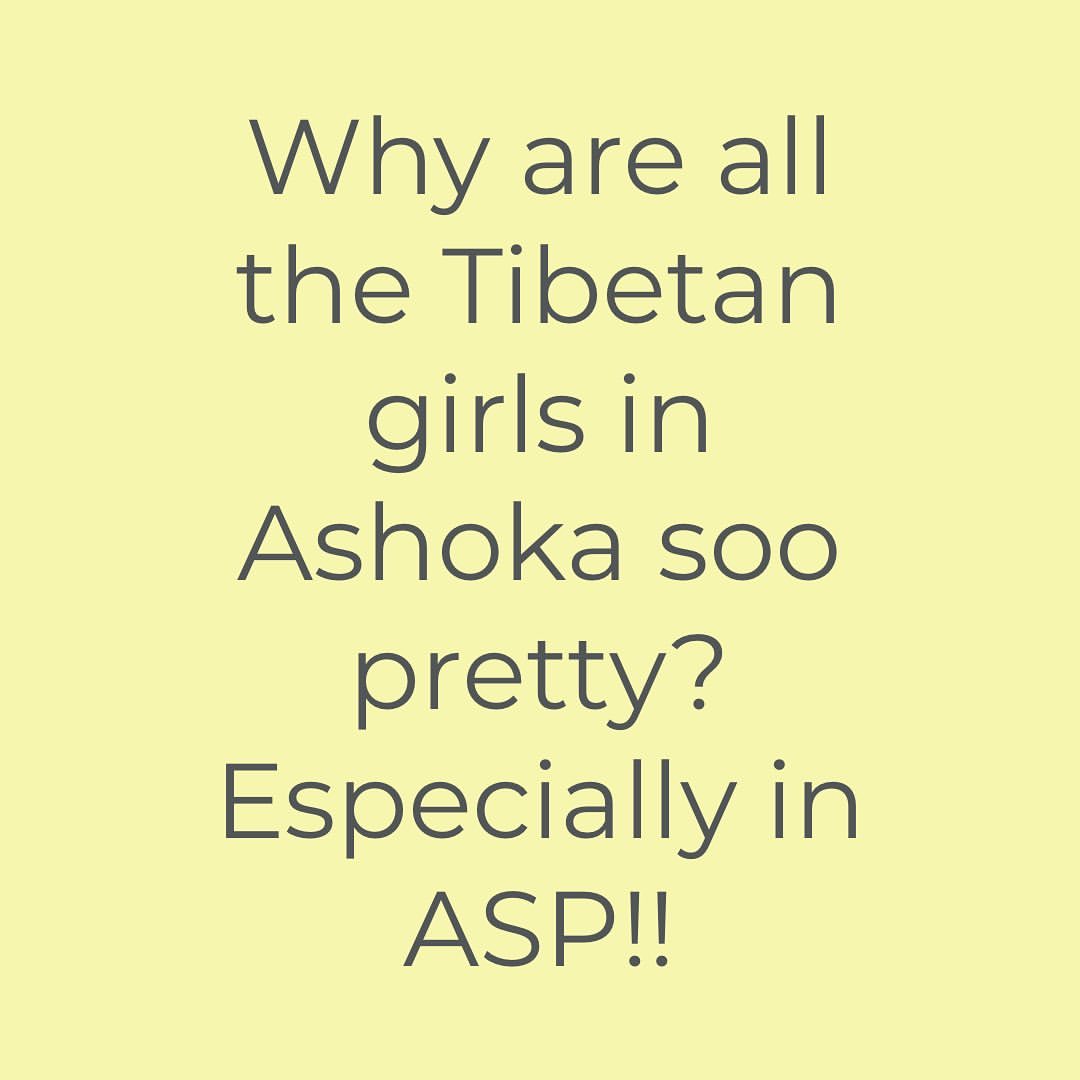 Why are all
the Tibetan
girls in
Ashoka soo
pretty?
Especially in
ASP!!